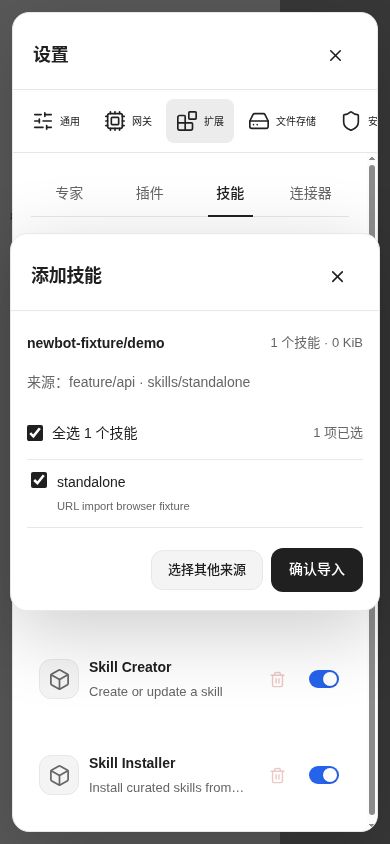 设置
通用
网关
扩展
文件存储
安
专家
插件
技能
连接器
添加技能
newbot-fixture/demo
1 个技能 · 0 KiB
来源：feature/api · skills/standalone
全选 1 个技能
1 项已选
standalone
URL import browser fixture
选择其他来源
确认导入
Skill Creator
Create or update a skill
Skill Installer
Install curated skills from…